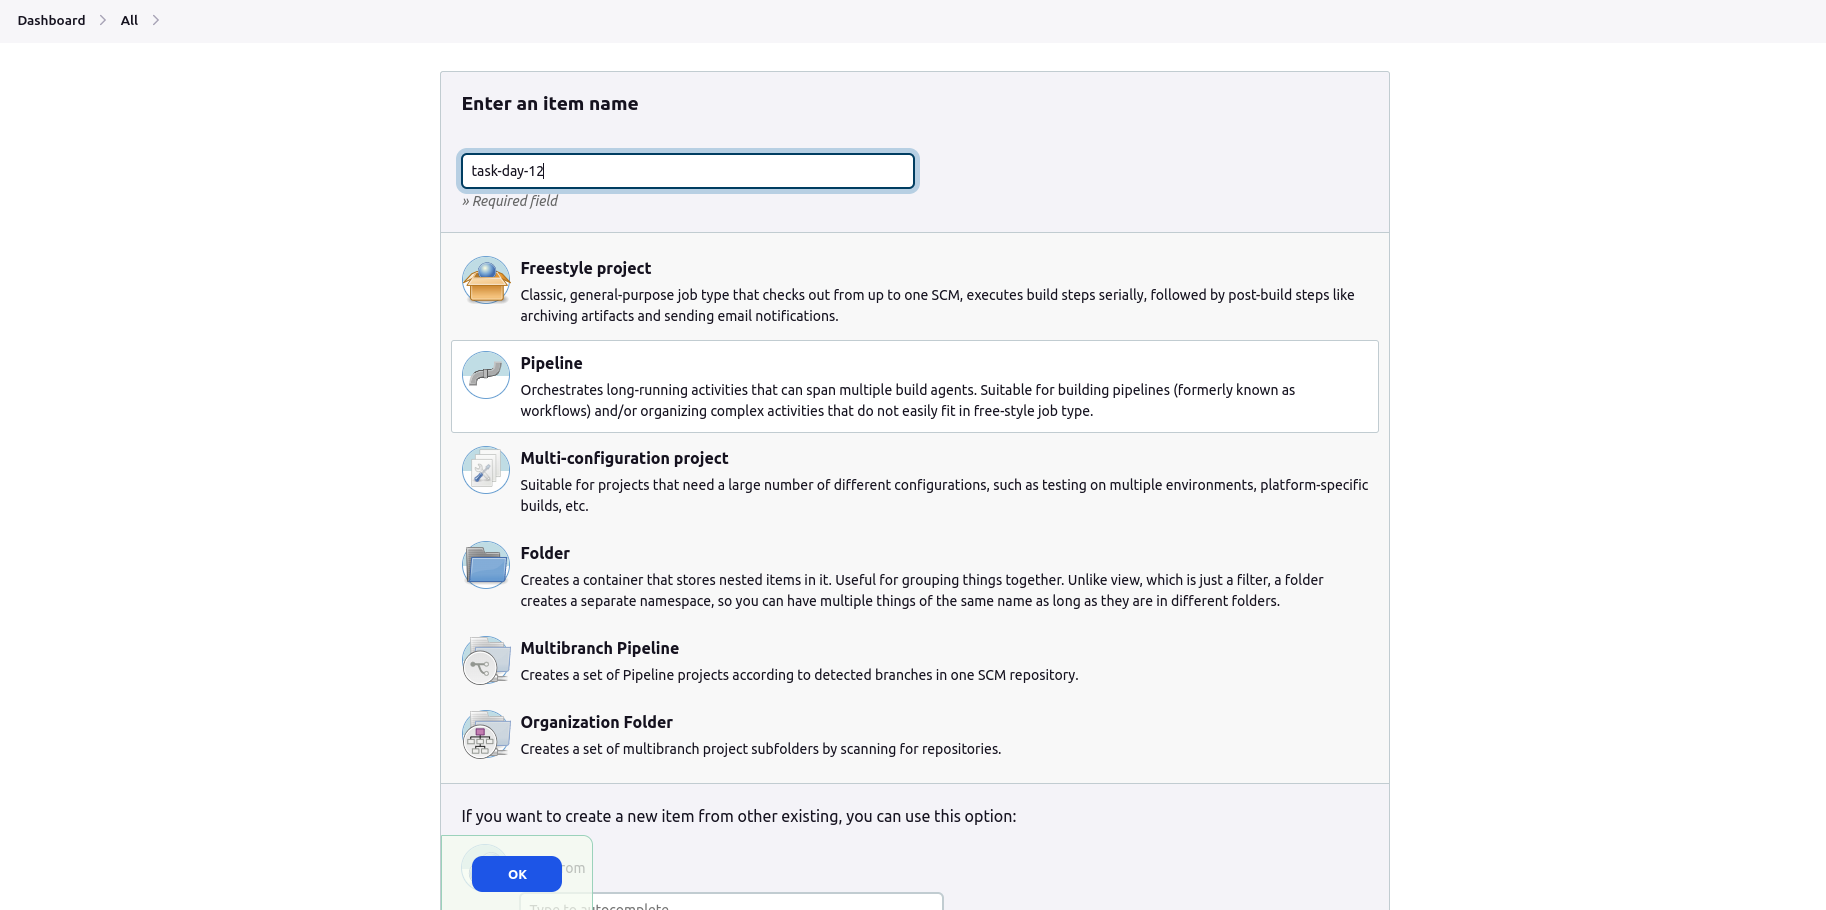 Dashboard
All
Enter an item name
task-day-12
» Required field
Freestyle project
Classic, general-purpose job type that checks out from up to one SCM, executes build steps serially, followed by post-build steps like
archiving artifacts and sending email notifications.
Pipeline
Orchestrates long-running activities that can span multiple build agents. Suitable for building pipelines (formerly known as
workflows) and/or organizing complex activities that do not easily fit in free-style job type.
Multi-configuration project
Suitable for projects that need a large number of different configurations, such as testing on multiple environments, platform-specific
builds, etc.
Folder
Creates a container that stores nested items in it. Useful for grouping things together. Unlike view, which is just a filter, a folder
creates a separate namespace, so you can have multiple things of the same name as long as they are in different folders.
Multibranch Pipeline
Creates a set of Pipeline projects according to detected branches in one SCM repository.
Organization Folder
Creates a set of multibranch project subfolders by scanning for repositories.
If you want to create a new item from other existing, you can use this option:
OK
Type to autocomplete